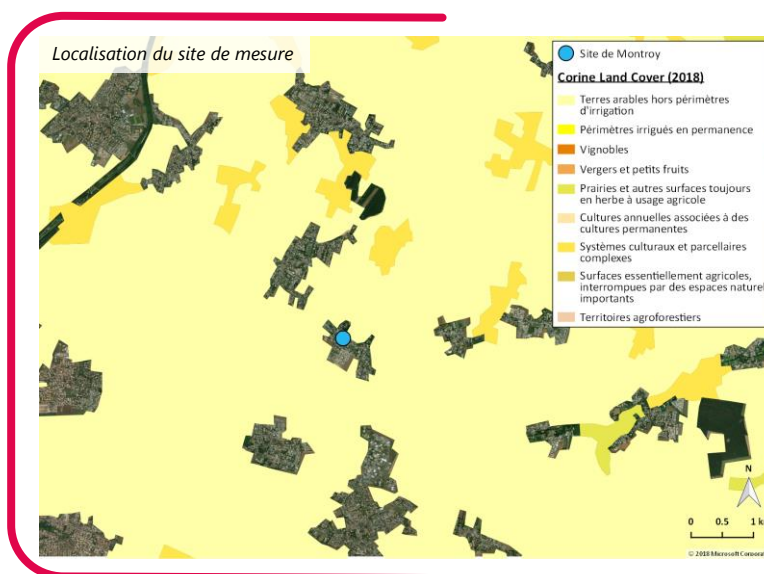 Localisation du site de mesure
Site de Montroy
Corine Land Cover (2018)
Terres arables hors périmètres
d'irrigation
Périmètres irrigués en permanence
Vignobles
Vergers et petits fruits
Prairies et autres surfaces toujours
en herbe à usage agricole
Cultures annuelles associées à des
cultures permanentes
Systèmes culturaux et parcellaires
complexes
Surfaces essentiellement agricoles,
interrompues par des espaces naturel
importants
Territoires agroforestiers
N
0 0.5 1 k
© 2018 Microsoft Corporat